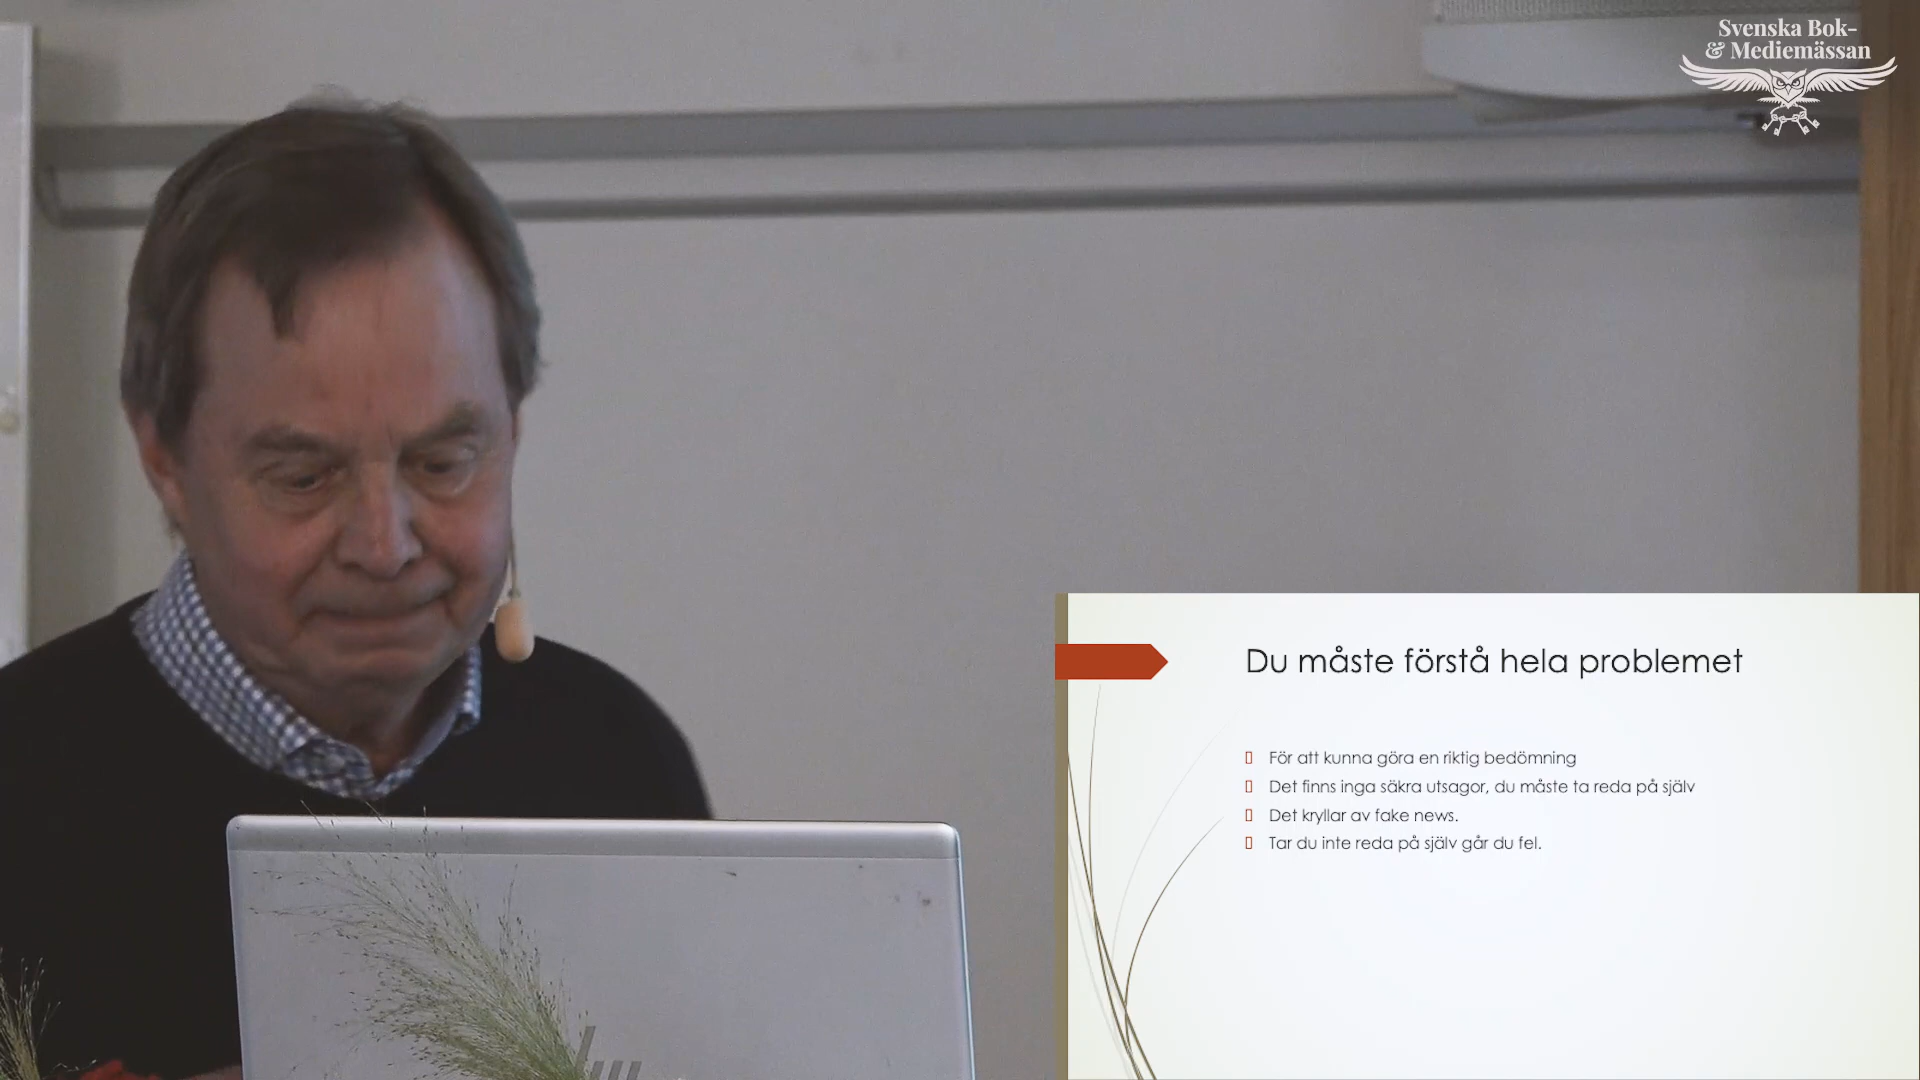 Svenska Bok-
& Mediemässan
Du måste förstå hela problemet
För att kunna göra en riktig bedömning
Det finns inga säkra utsagor, du måste ta reda på själv
Det kryllar av fake news.
Tar du inte reda på själv går du fel.